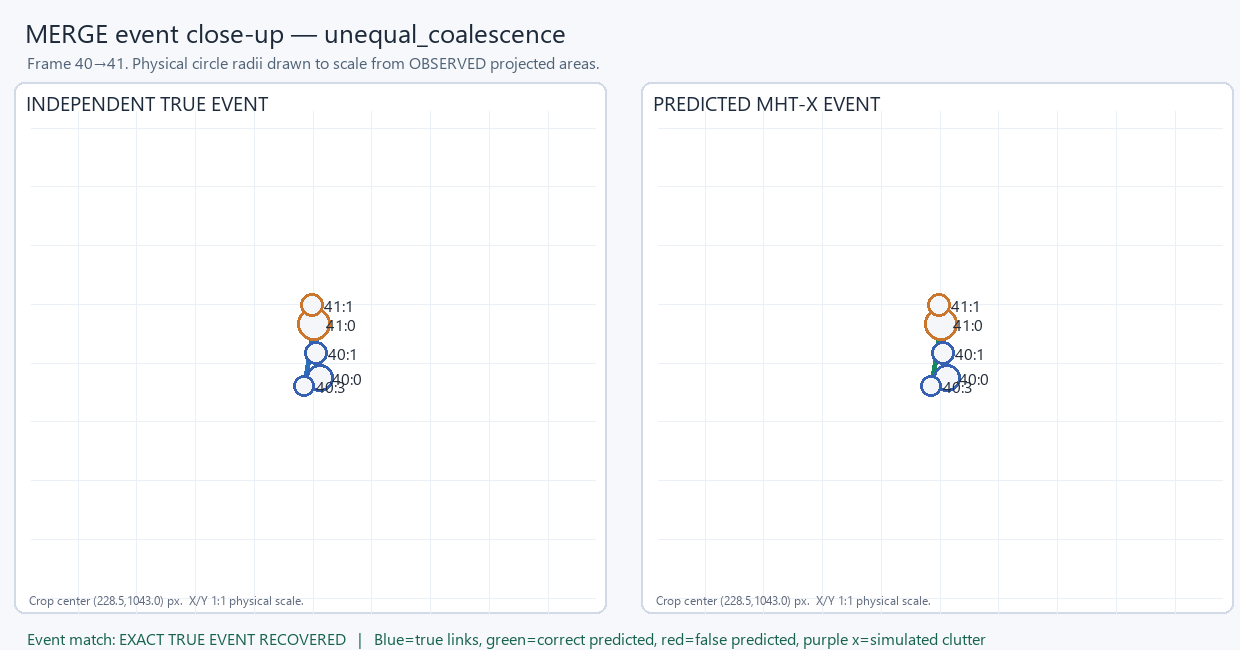 MERGE event close-up — unequal_coalescence
Frame 40→41. Physical circle radii drawn to scale from OBSERVED projected areas.
INDEPENDENT TRUE EVENT
41:1
41:0
40:1
40:0
40:3
Crop center (228.5,1043.0) px.  X/Y 1:1 physical scale.
PREDICTED MHT-X EVENT
41:1
41:0
40:1
40:0
40:3
Crop center (228.5,1043.0) px.  X/Y 1:1 physical scale.
Event match: EXACT TRUE EVENT RECOVERED   |   Blue=true links, green=correct predicted, red=false predicted, purple x=simulated clutter